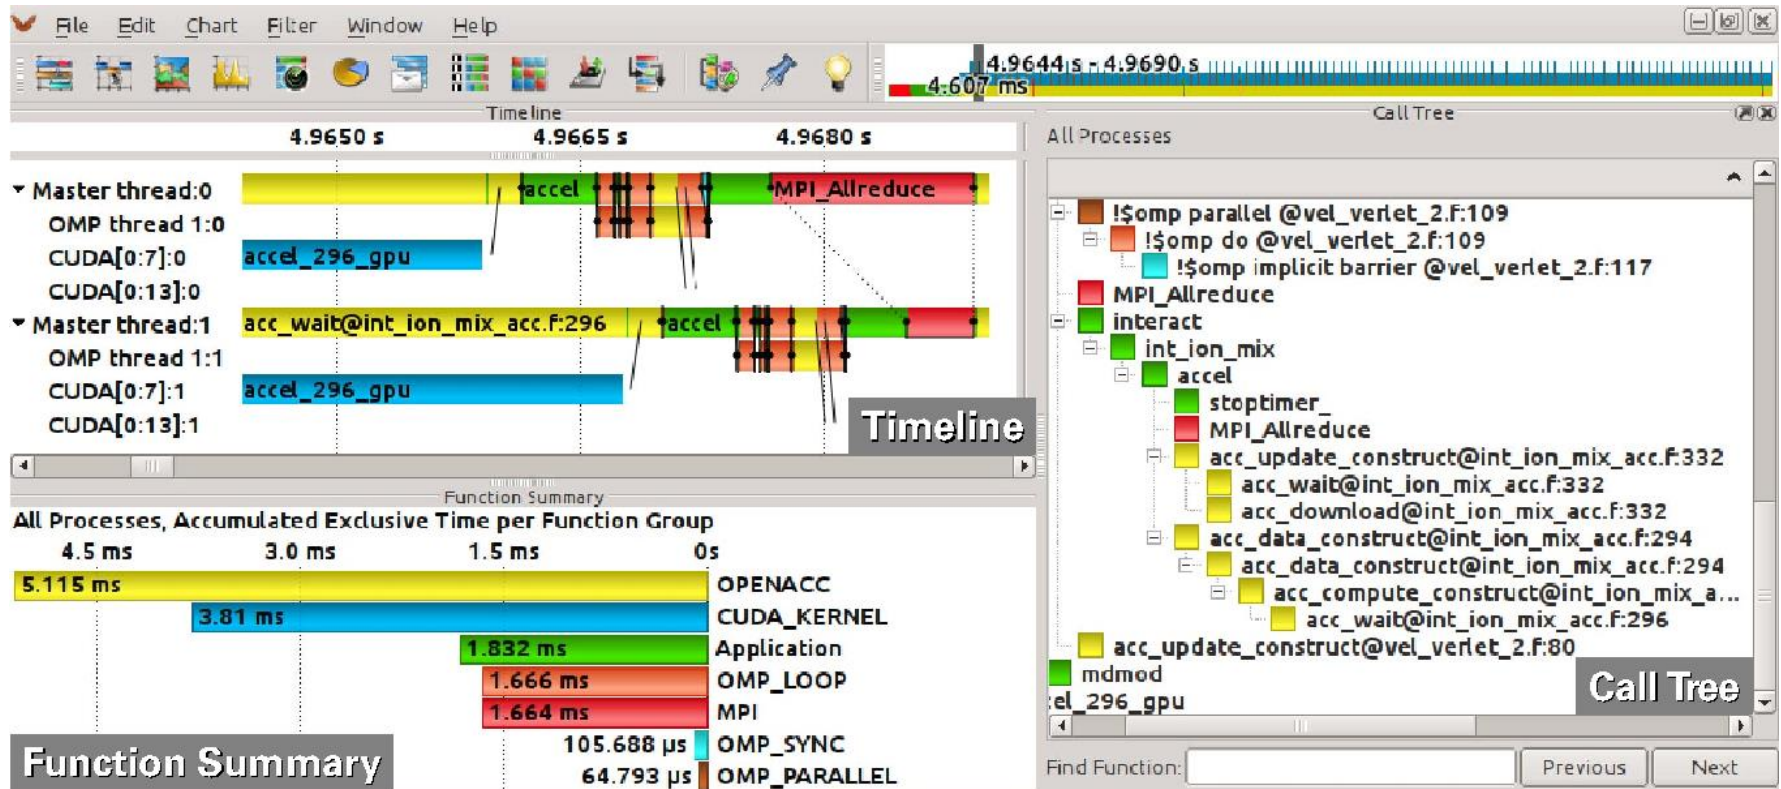 File Edit Chart Filter Window Help
4.9644 s - 4.9690 s
4.607 ms
Timeline
4.9650 s 4.9665 s 4.9680 s
Master thread:0 accel MPI_Allreduce
OMP thread 1:0
CUDA[0:7]:0 accel_296_gpu
CUDA[0:13]:0
Master thread:1 acc_wait@int_ion_mix_acc.f:296 accel
OMP thread 1:1
CUDA[0:7]:1 accel_296_gpu
CUDA[0:13]:1
Timeline
Function Summary
All Processes, Accumulated Exclusive Time per Function Group
4.5 ms 3.0 ms 1.5 ms 0s
5.115 ms OPENACC
3.81 ms CUDA_KERNEL
1.832 ms Application
1.666 ms OMP_LOOP
1.664 ms MPI
105.688 µs OMP_SYNC
64.793 µs OMP_PARALLEL
Function Summary
Call Tree
All Processes
!$omp parallel @vel_verlet_2.f:109
!$omp do @vel_verlet_2.f:109
!$omp implicit barrier @vel_verlet_2.f:117
MPI_Allreduce
interact
int_ion_mix
accel
stoptimer_
MPI_Allreduce
acc_update_construct@int_ion_mix_acc.f:332
acc_wait@int_ion_mix_acc.f:332
acc_download@int_ion_mix_acc.f:332
acc_data_construct@int_ion_mix_acc.f:294
acc_data_construct@int_ion_mix_acc.f:294
acc_compute_construct@int_ion_mix_a...
acc_wait@int_ion_mix_acc.f:296
acc_update_construct@vel_verlet_2.f:80
mdmod
cel_296_gpu
Call Tree
Find Function: Previous Next